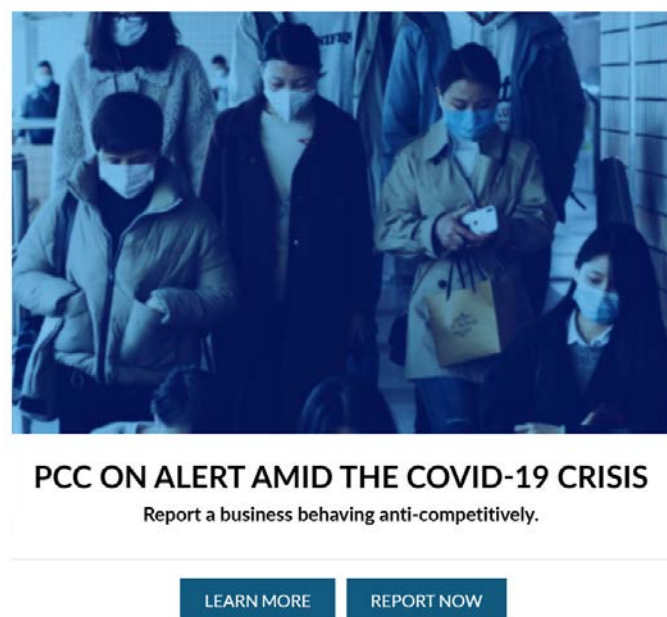 PCC ON ALERT AMID THE COVID-19 CRISIS
Report a business behaving anti-competitively.
LEARN MORE
REPORT NOW